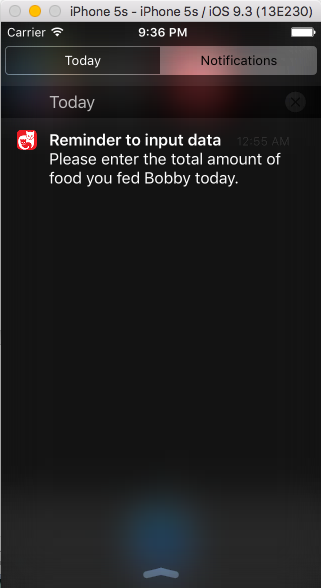 iPhone 5s - iPhone 5s / iOS 9.3 (13E230)
Carrier 9:36 PM
Today Notifications
Today
Reminder to input data 12:55 AM
Please enter the total amount of
food you fed Bobby today.